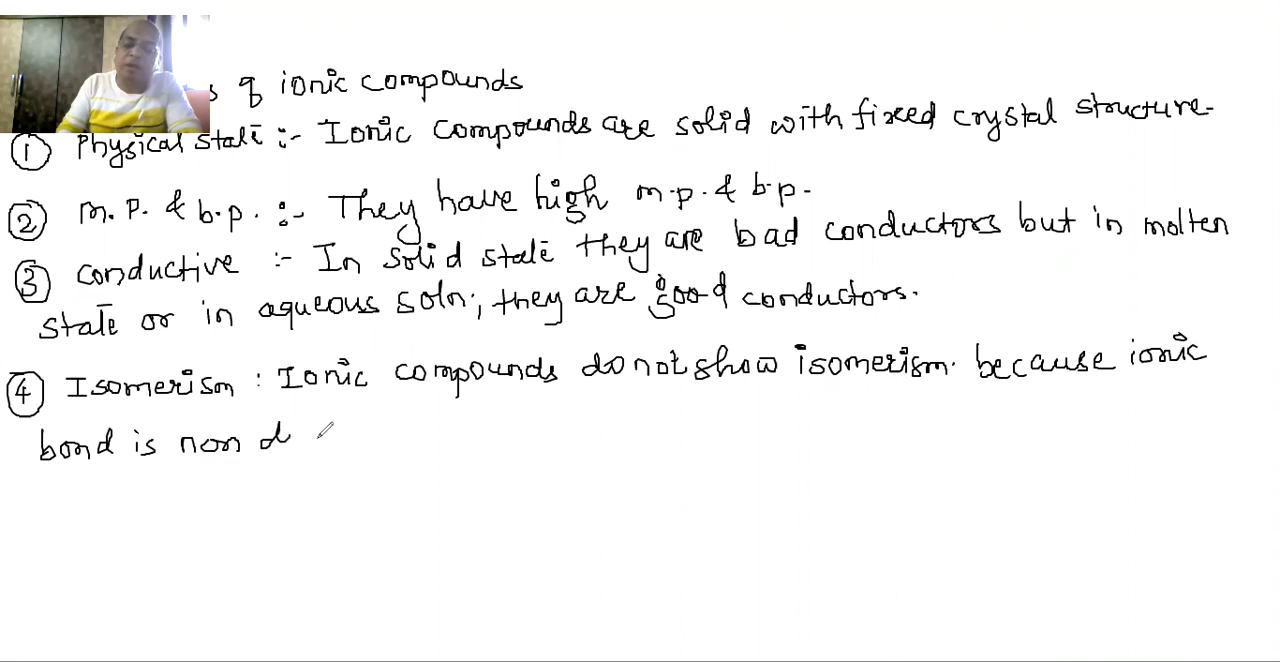 s of ionic compounds
① Physical state :- Ionic compounds are solid with fixed crystal structure-
② m. p. & b.p. :- They have high m.p. & b.p.
③ conductive :- In solid state they are bad conductors but in molten
state or in aqueous soln; they are good conductors.
④ Isomerism : Ionic compounds do not show isomerism. because ionic
bond is non d